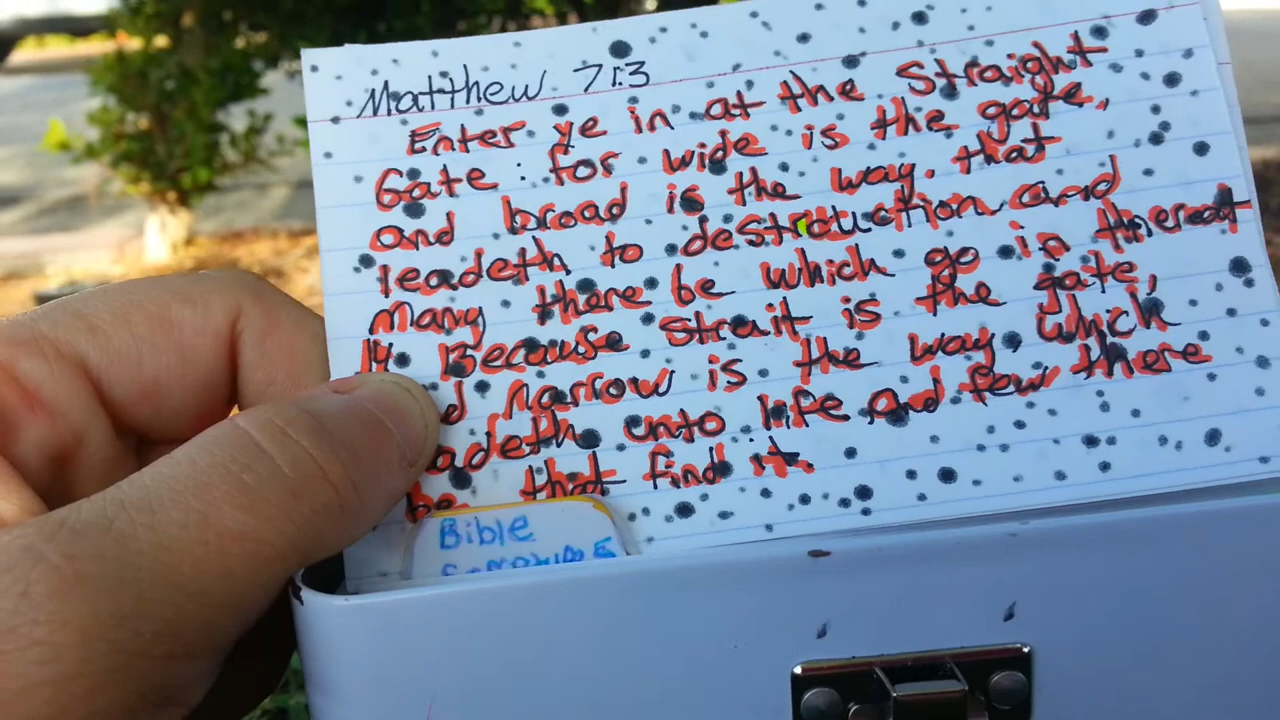 Matthew 7:13
Enter ye in at the Straight
Gate: for wide is the gate,
and broad is the way. that
leadeth to destruction and
Many there be which go in thereat
14. Because strait is the gate,
narrow is the way, which
unto life, and few there
be that find it.
Bible